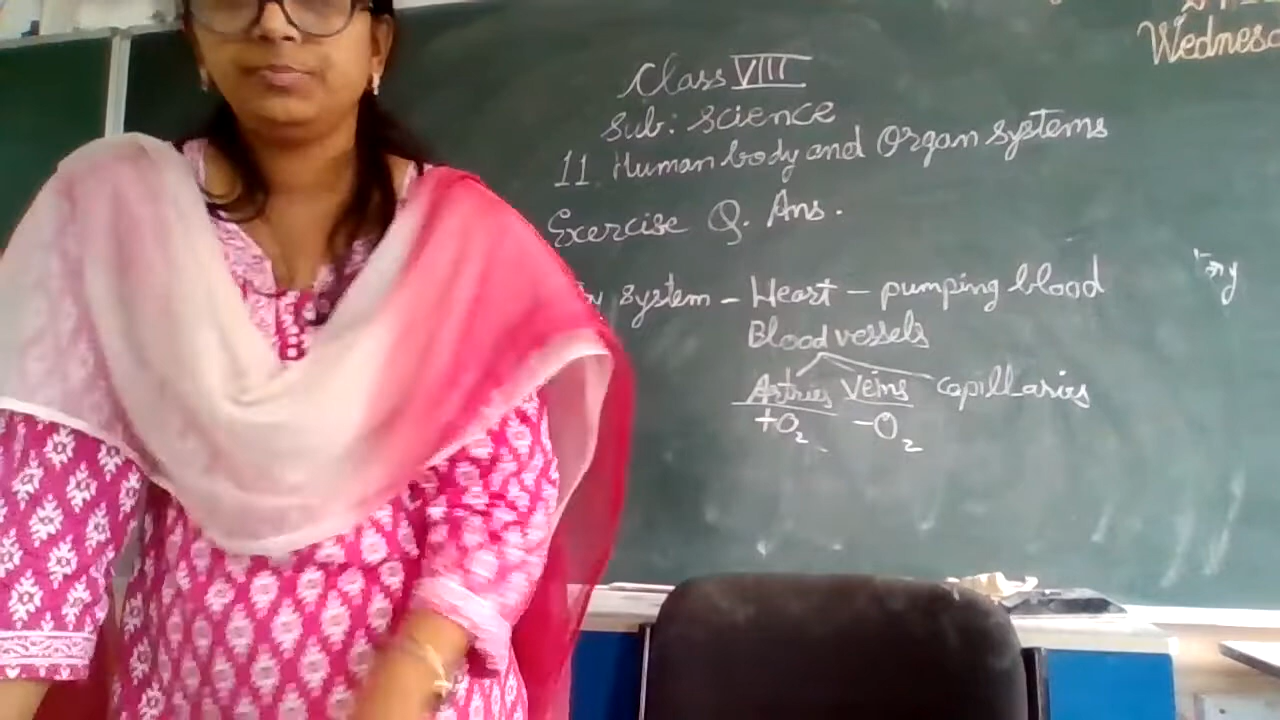 Wednesd
Class VIII
Sub: Science
11. Human body and Organ systems
Exercise Q. Ans.
system - Heart - pumping blood
Blood vessels
Artries Veins capillaries
+O₂ -O₂